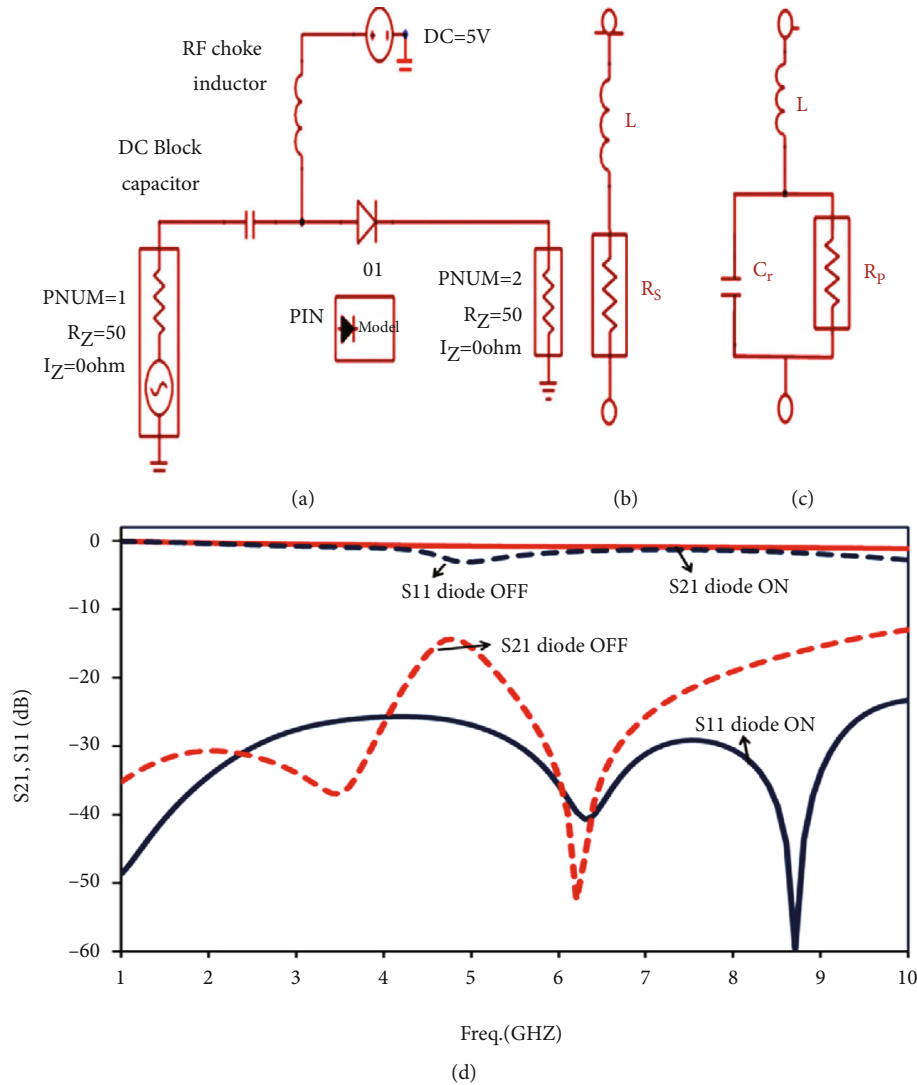 RF choke
inductor
DC=5V
DC Block
capacitor
PNUM=1
RZ=50
IZ=0ohm
01
PIN
Model
PNUM=2
RZ=50
IZ=0ohm
L
RS
L
Cr
RP
(a)
(b)
(c)
S21, S11 (dB)
0
–10
–20
–30
–40
–50
–60
S11 diode OFF
S21 diode ON
S21 diode OFF
S11 diode ON
1 2 3 4 5 6 7 8 9 10
Freq.(GHZ)
(d)